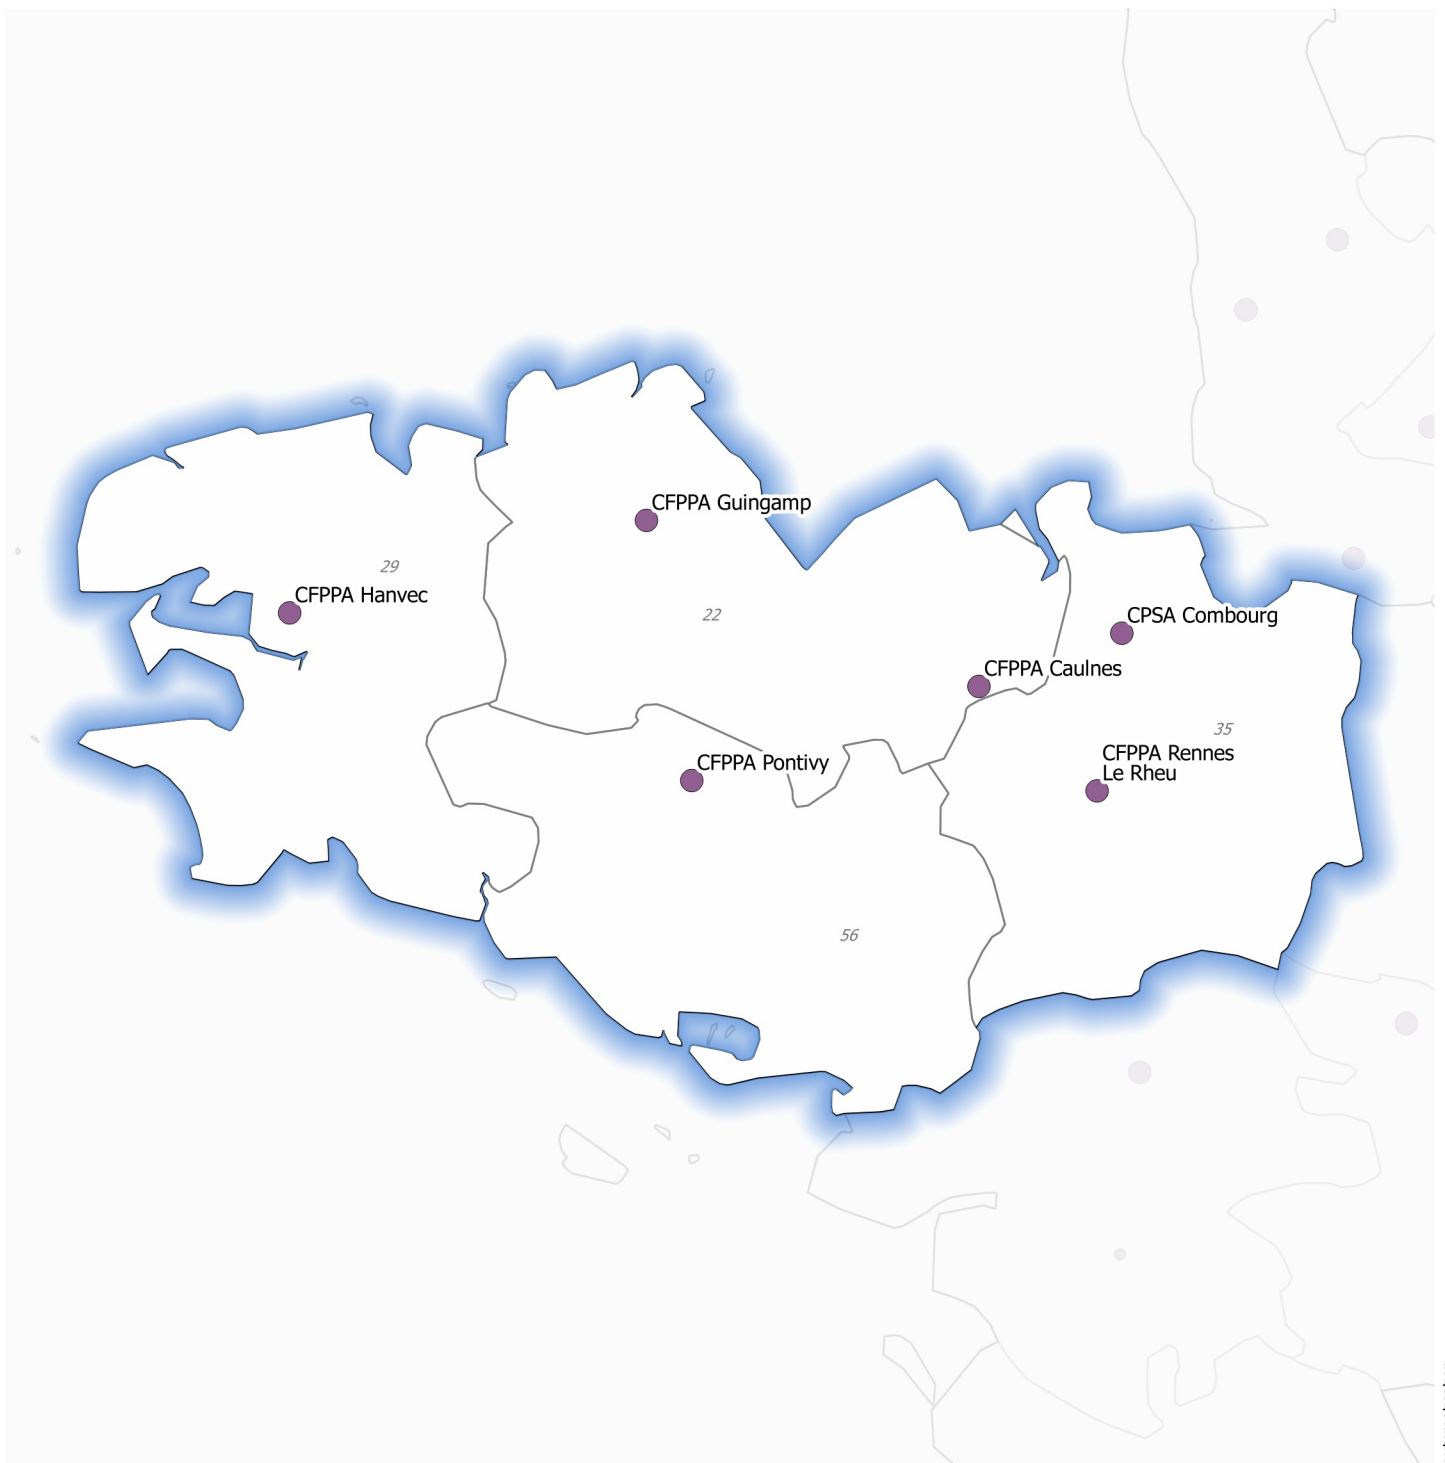 CFPPA Guingamp
29
CFPPA Hanvec
22
CPSA Combourg
CFPPA Caulnes
35
CFPPA Rennes
Le Rheu
CFPPA Pontivy
56